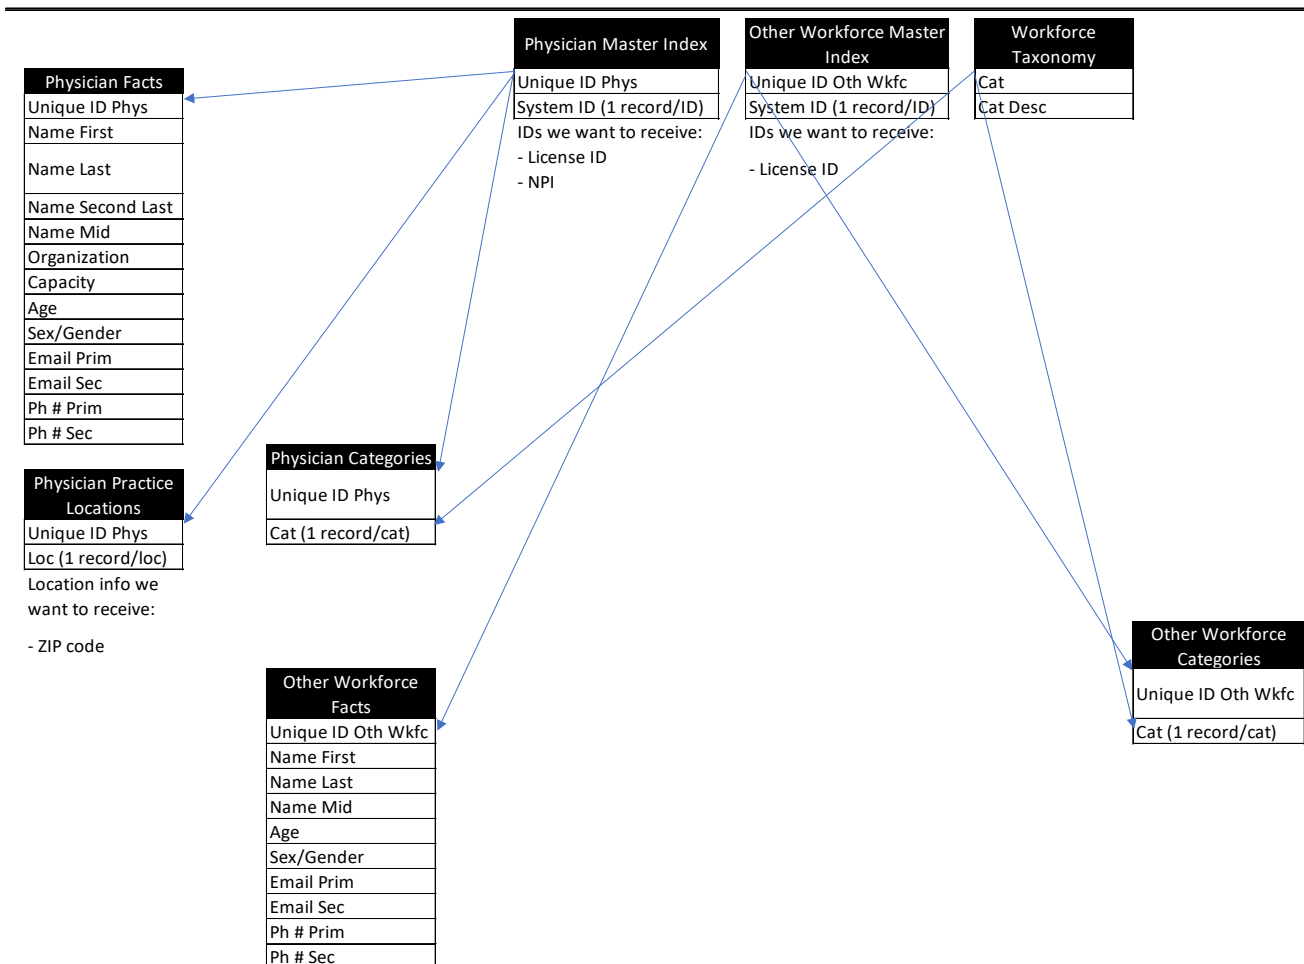 Physician Master Index
Other Workforce Master
Index
Workforce
Taxonomy
Unique ID Phys
System ID (1 record/ID)
IDs we want to receive:
- License ID
- NPI
Unique ID Oth Wkfc
System ID (1 record/ID)
IDs we want to receive:
- License ID
Cat
Cat Desc
Physician Facts
Unique ID Phys
Name First
Name Last
Name Second Last
Name Mid
Organization
Capacity
Age
Sex/Gender
Email Prim
Email Sec
Ph # Prim
Ph # Sec
Physician Practice
Locations
Unique ID Phys
Loc (1 record/loc)
Location info we
want to receive:
- ZIP code
Physician Categories
Unique ID Phys
Cat (1 record/cat)
Other Workforce
Facts
Unique ID Oth Wkfc
Name First
Name Last
Name Mid
Age
Sex/Gender
Email Prim
Email Sec
Ph # Prim
Ph # Sec
Other Workforce
Categories
Unique ID Oth Wkfc
Cat (1 record/cat)